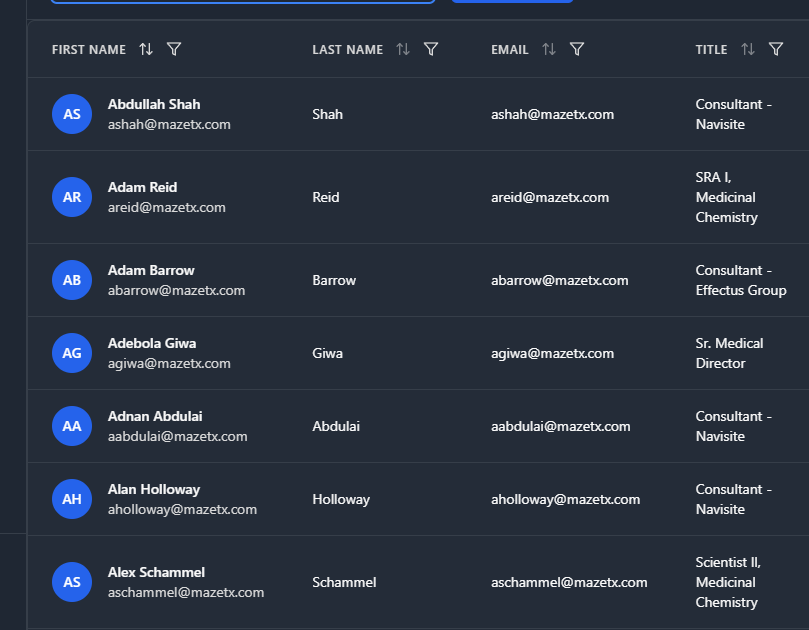 FIRST NAME LAST NAME EMAIL TITLE
AS Abdullah Shah Shah ashah@mazetx.com Consultant -
ashah@mazetx.com Navisite
SRA I,
AR Adam Reid Reid areid@mazetx.com Medicinal
areid@mazetx.com Chemistry
AB Adam Barrow Barrow abarrow@mazetx.com Consultant -
abarrow@mazetx.com Effectus Group
AG Adebola Giwa Giwa agiwa@mazetx.com Sr. Medical
agiwa@mazetx.com Director
AA Adnan Abdulai Abdulai aabdulai@mazetx.com Consultant -
aabdulai@mazetx.com Navisite
AH Alan Holloway Holloway aholloway@mazetx.com Consultant -
aholloway@mazetx.com Navisite
Scientist II,
AS Alex Schammel Schammel aschammel@mazetx.com Medicinal
aschammel@mazetx.com Chemistry